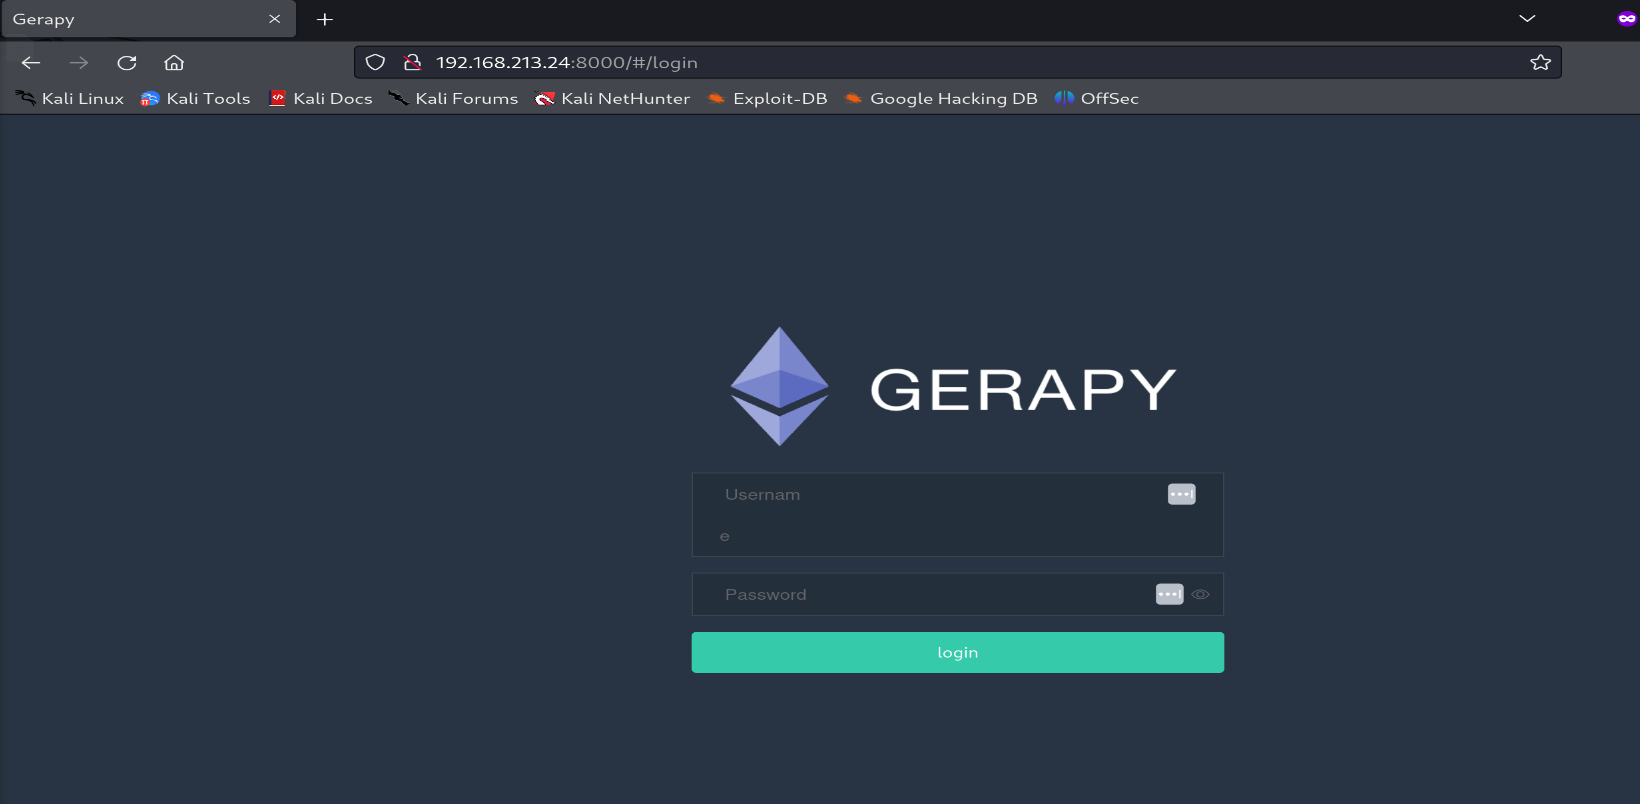 Gerapy
192.168.213.24:8000/#/login
Kali Linux Kali Tools Kali Docs Kali Forums Kali NetHunter Exploit-DB Google Hacking DB OffSec
GERAPY
Usernam
e
Password
login